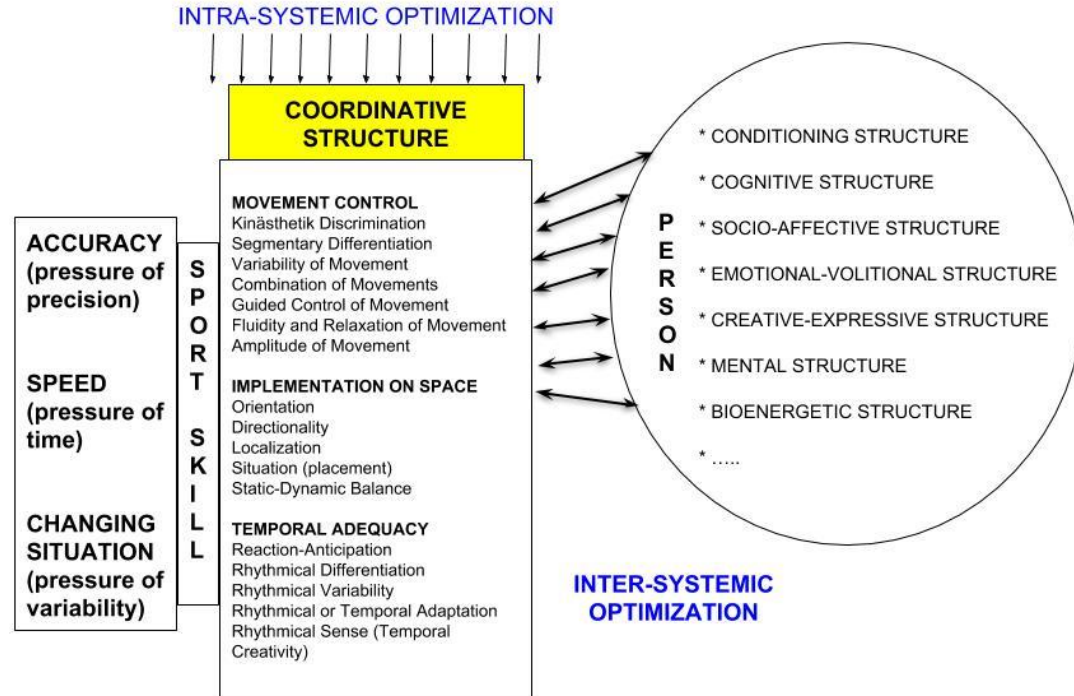 INTRA-SYSTEMIC OPTIMIZATION
COORDINATIVE
STRUCTURE
ACCURACY
(pressure of
precision)
SPEED
(pressure of
time)
CHANGING
SITUATION
(pressure of
variability)
SPORT SKILL
MOVEMENT CONTROL
Kinästhetik Discrimination
Segmentary Differentiation
Variability of Movement
Combination of Movements
Guided Control of Movement
Fluidity and Relaxation of Movement
Amplitude of Movement
IMPLEMENTATION ON SPACE
Orientation
Directionality
Localization
Situation (placement)
Static-Dynamic Balance
TEMPORAL ADEQUACY
Reaction-Anticipation
Rhythmical Differentiation
Rhythmical Variability
Rhythmical or Temporal Adaptation
Rhythmical Sense (Temporal
Creativity)
PERSON
* CONDITIONING STRUCTURE
* COGNITIVE STRUCTURE
* SOCIO-AFFECTIVE STRUCTURE
* EMOTIONAL-VOLITIONAL STRUCTURE
* CREATIVE-EXPRESSIVE STRUCTURE
* MENTAL STRUCTURE
* BIOENERGETIC STRUCTURE
* .....
INTER-SYSTEMIC
OPTIMIZATION